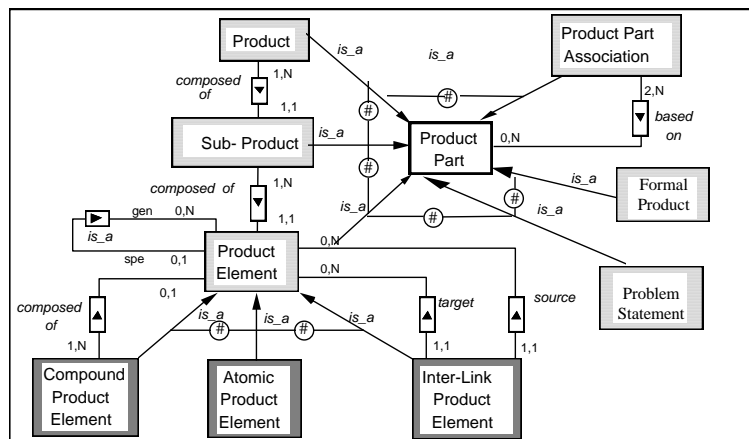 Product
is_a
is_a
Product Part
Association
composed
of
1,N
1,1
#
2,N
based
on
Sub- Product
is_a
#
Product
Part
0,N
composed of
1,N
1,1
#
is_a
is_a
Formal
Product
gen
0,N
is_a
spe
0,1
Product
Element
0,N
is_a
#
#
is_a
0,N
0,1
composed
of
1,N
target
1,1
source
1,1
Problem
Statement
is_a
#
is_a
#
is_a
Compound
Product
Element
Atomic
Product
Element
Inter-Link
Product
Element